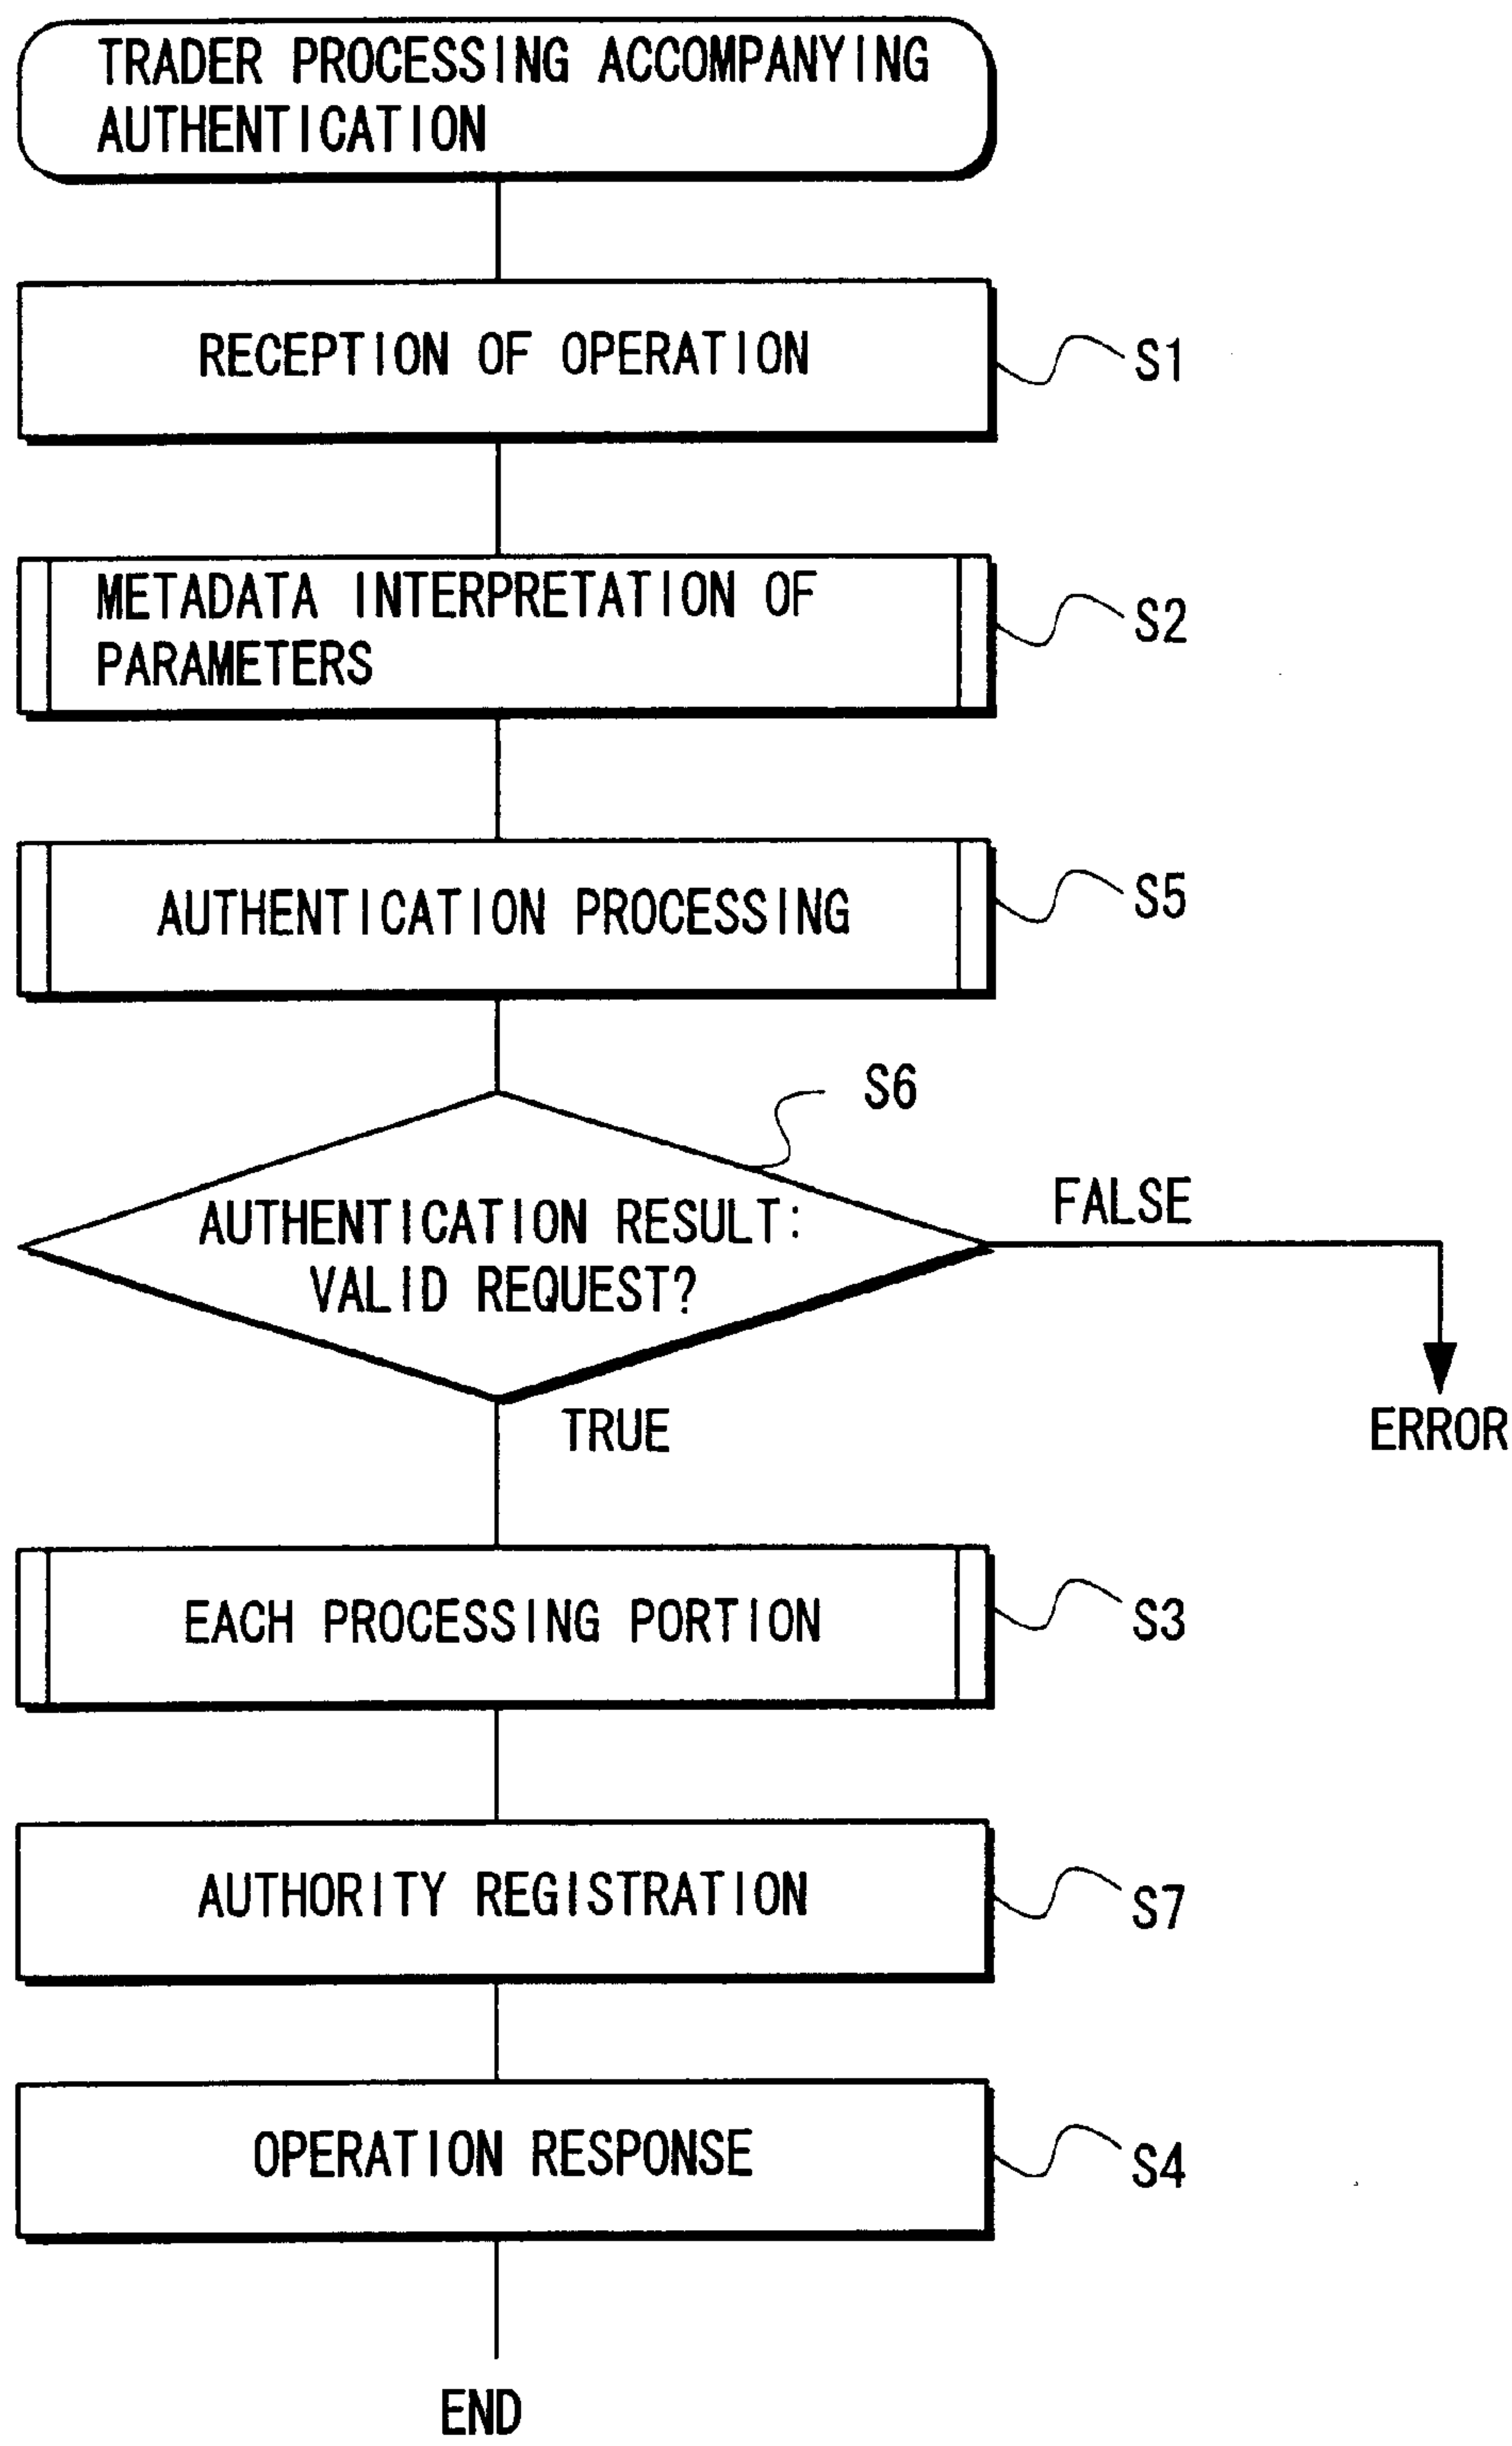 TRADER PROCESSING ACCOMPANYING
AUTHENTICATION
RECEPTION OF OPERATION
S1
METADATA INTERPRETATION OF
PARAMETERS
S2
AUTHENTICATION PROCESSING
S5
S6
AUTHENTICATION RESULT:
VALID REQUEST?
FALSE
ERROR
TRUE
EACH PROCESSING PORTION
S3
AUTHORITY REGISTRATION
S7
OPERATION RESPONSE
S4
END